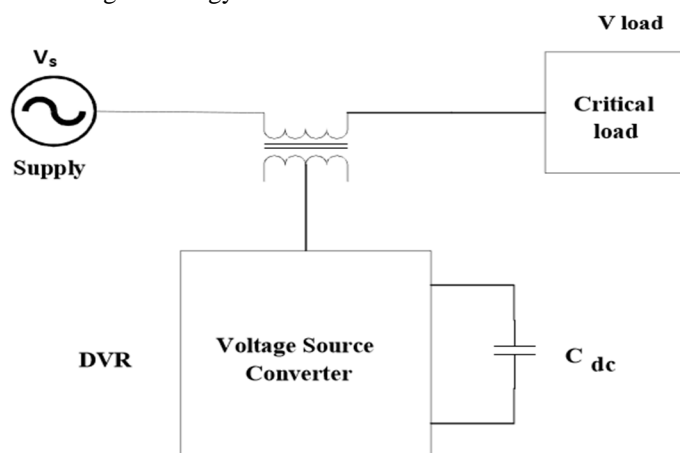 V load
Vs
Critical
load
Supply
Voltage Source
Converter
DVR
C dc